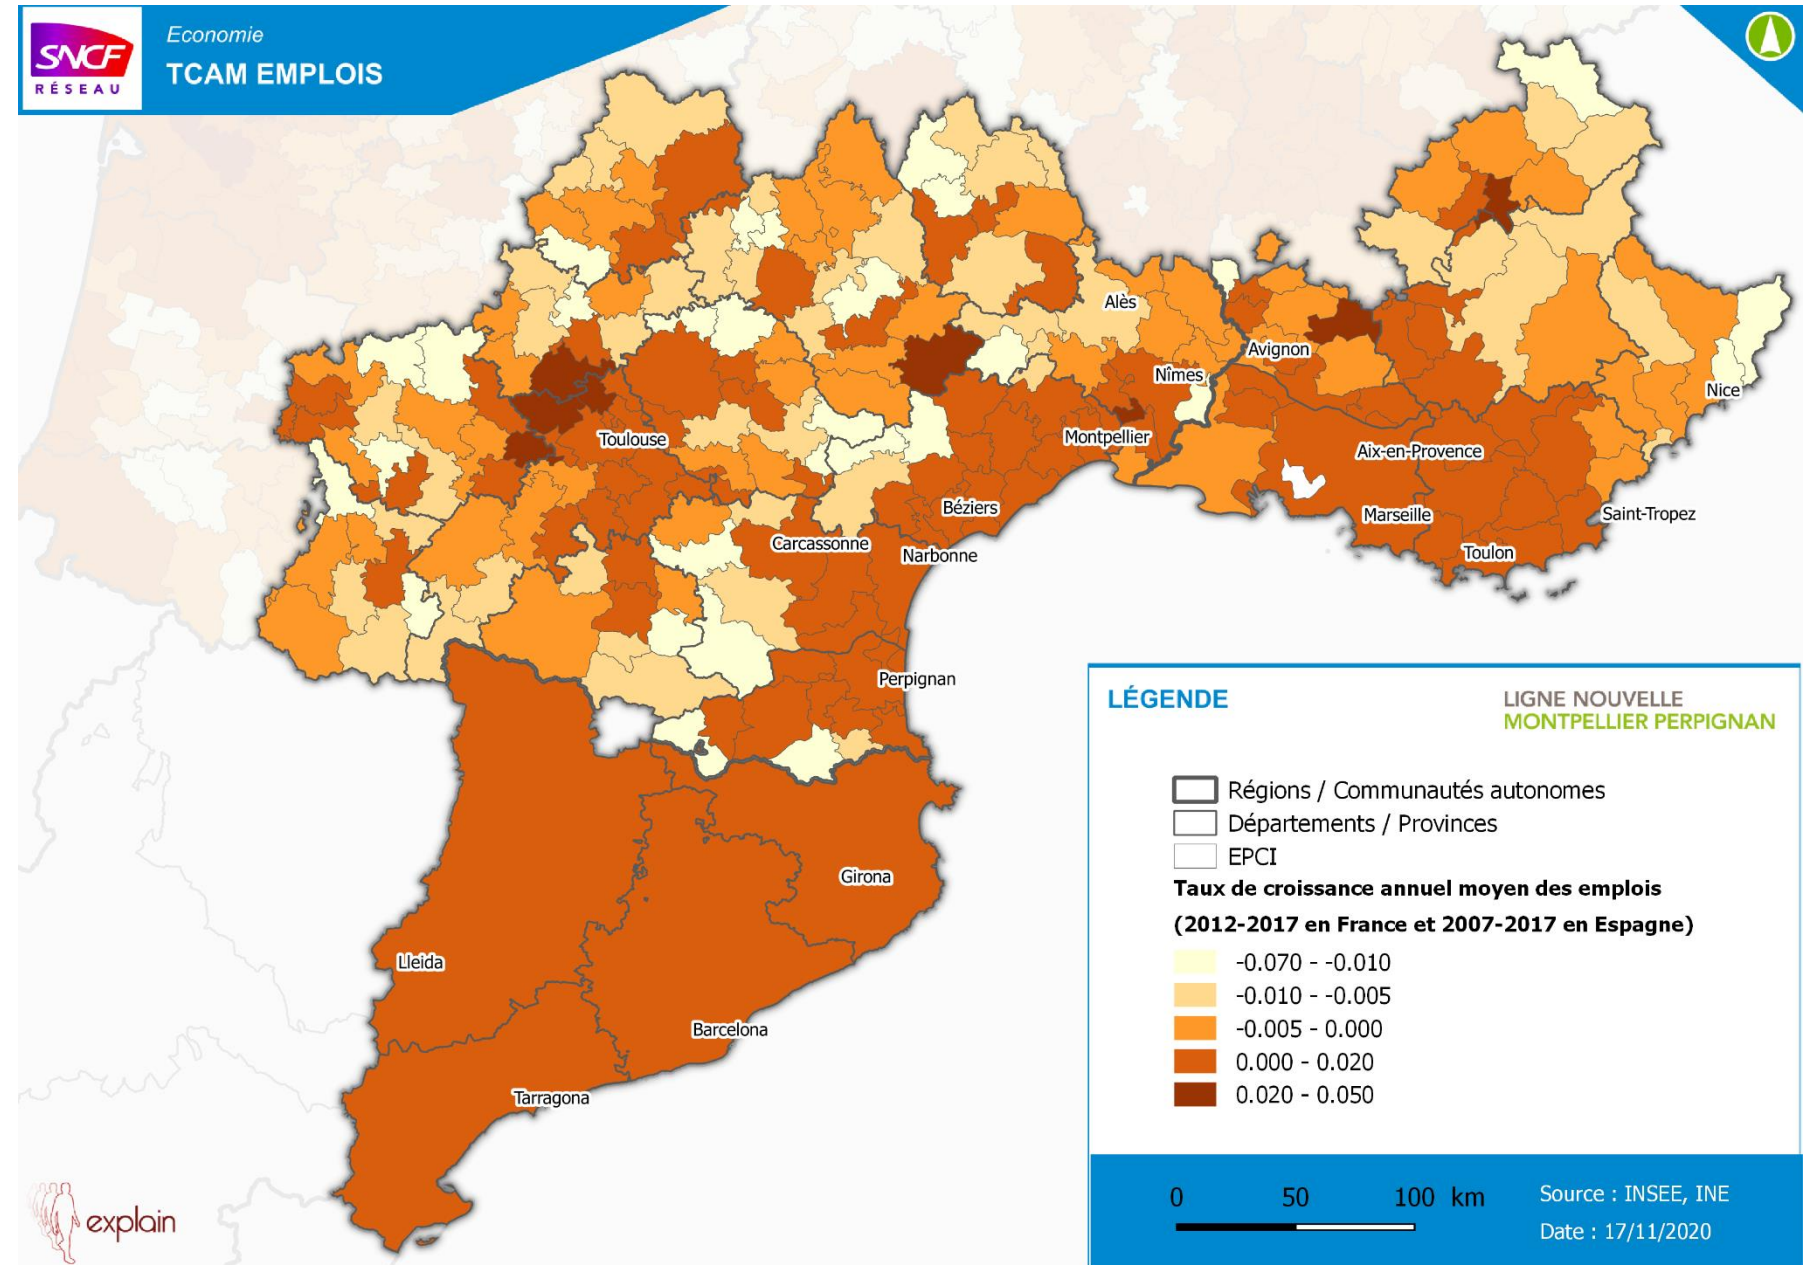 SNCF
RÉSEAU
Economie
TCAM EMPLOIS
Alès
Avignon
Nîmes
Nice
Toulouse
Montpellier
Aix-en-Provence
Béziers
Marseille
Saint-Tropez
Carcassonne
Narbonne
Toulon
Perpignan
Girona
Lleida
Barcelona
Tarragona
LÉGENDE
LIGNE NOUVELLE
MONTPELLIER PERPIGNAN
Régions / Communautés autonomes
Départements / Provinces
EPCI
Taux de croissance annuel moyen des emplois
(2012-2017 en France et 2007-2017 en Espagne)
-0.070 - -0.010
-0.010 - -0.005
-0.005 - 0.000
0.000 - 0.020
0.020 - 0.050
0 50 100 km
Source : INSEE, INE
Date : 17/11/2020
explain